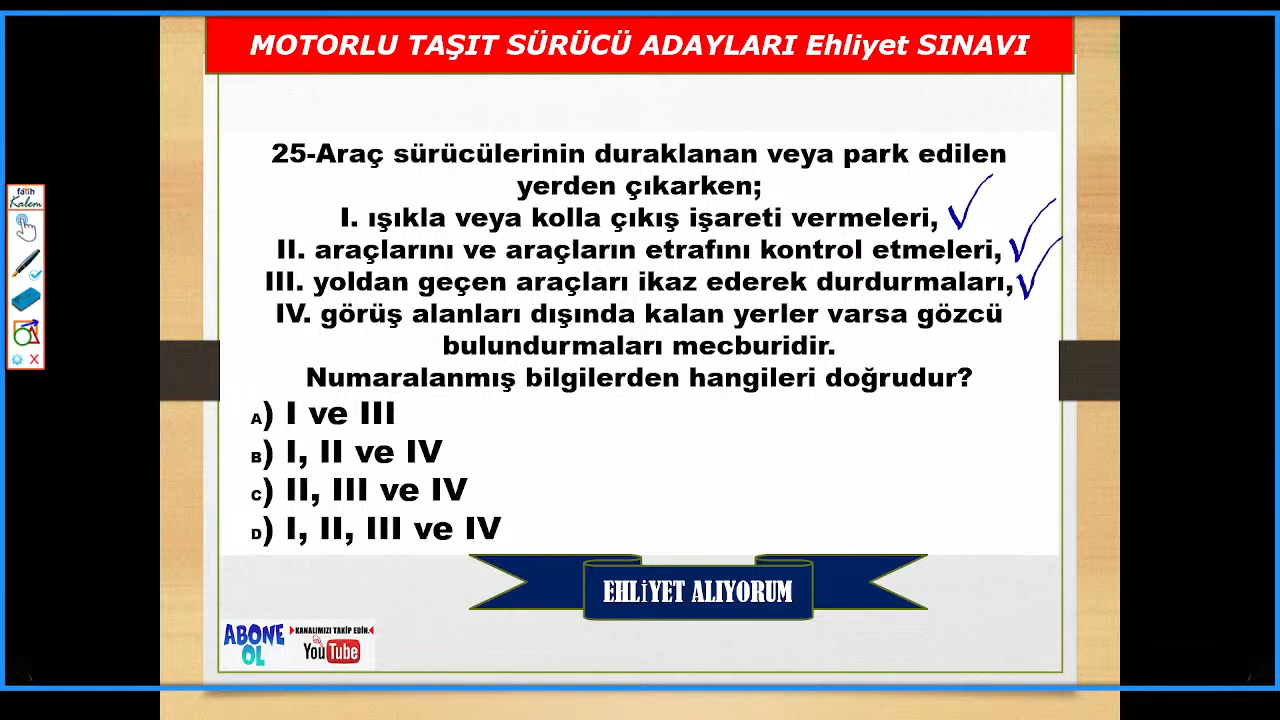 MOTORLU TAŞIT SÜRÜCÜ ADAYLARI Ehliyet SINAVI
fatih
Kalem
25-Araç sürücülerinin duraklanan veya park edilen
yerden çıkarken;
I. ışıkla veya kolla çıkış işareti vermeleri,
II. araçlarını ve araçların etrafını kontrol etmeleri,
III. yoldan geçen araçları ikaz ederek durdurmaları,
IV. görüş alanları dışında kalan yerler varsa gözcü
bulundurmaları mecburidir.
Numaralanmış bilgilerden hangileri doğrudur?
A) I ve III
B) I, II ve IV
C) II, III ve IV
D) I, II, III ve IV
EHLİYET ALIYORUM
ABONE
OL
KANALIMIZI TAKİP EDİN.
YouTube